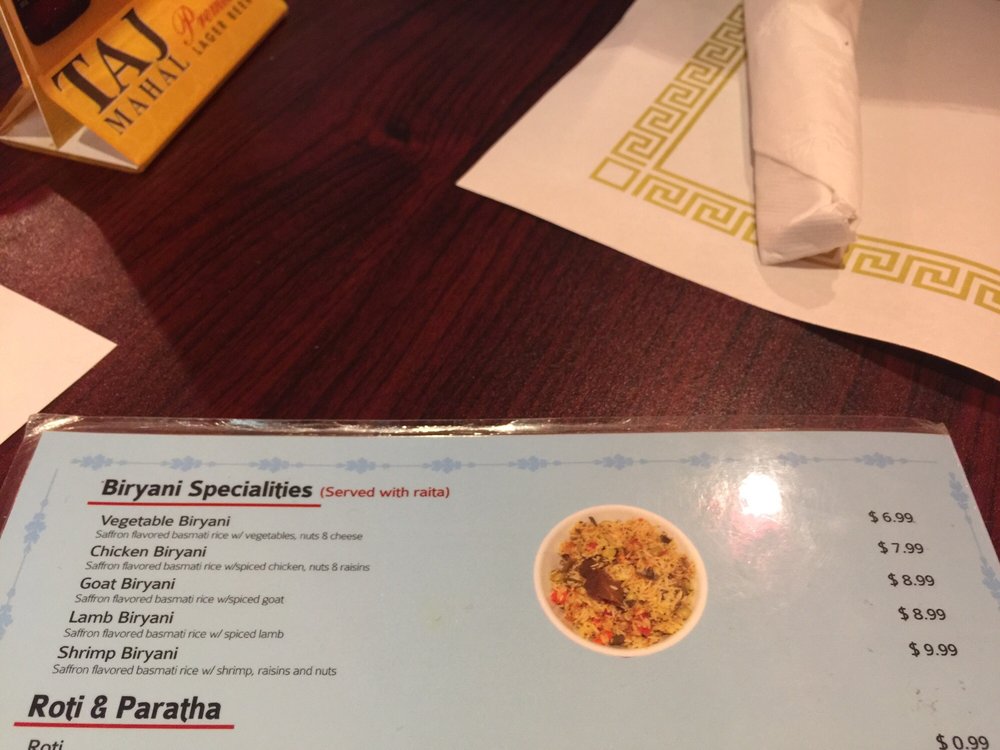 TAJ
MAHAL
Premium
LAGER BEER
Biryani Specialities (Served with raita)
Vegetable Biryani $ 6.99
Saffron flavored basmati rice w/ vegetables, nuts & cheese
Chicken Biryani $ 7.99
Saffron flavored basmati rice w/spiced chicken, nuts & raisins
Goat Biryani $ 8.99
Saffron flavored basmati rice w/spiced goat
Lamb Biryani $ 8.99
Saffron flavored basmati rice w/ spiced lamb
Shrimp Biryani $ 9.99
Saffron flavored basmati rice w/ shrimp, raisins and nuts
Roti & Paratha
Roti $ 0.99